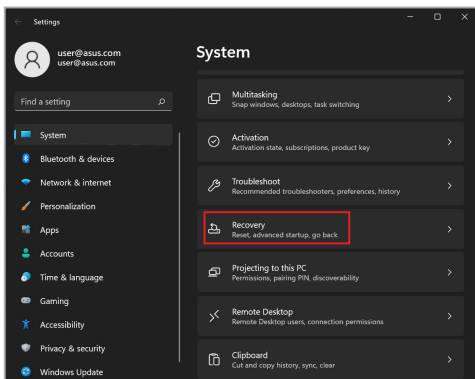 Settings
user@asus.com
user@asus.com
Find a setting
System
Bluetooth & devices
Network & internet
Personalization
Apps
Accounts
Time & language
Gaming
Accessibility
Privacy & security
Windows Update
System
Multitasking
Snap windows, desktops, task switching
Activation
Activation state, subscriptions, product key
Troubleshoot
Recommended troubleshooters, preferences, history
Recovery
Reset, advanced startup, go back
Projecting to this PC
Permissions, pairing PIN, discoverability
Remote Desktop
Remote Desktop users, connection permissions
Clipboard
Cut and copy history, sync, clear